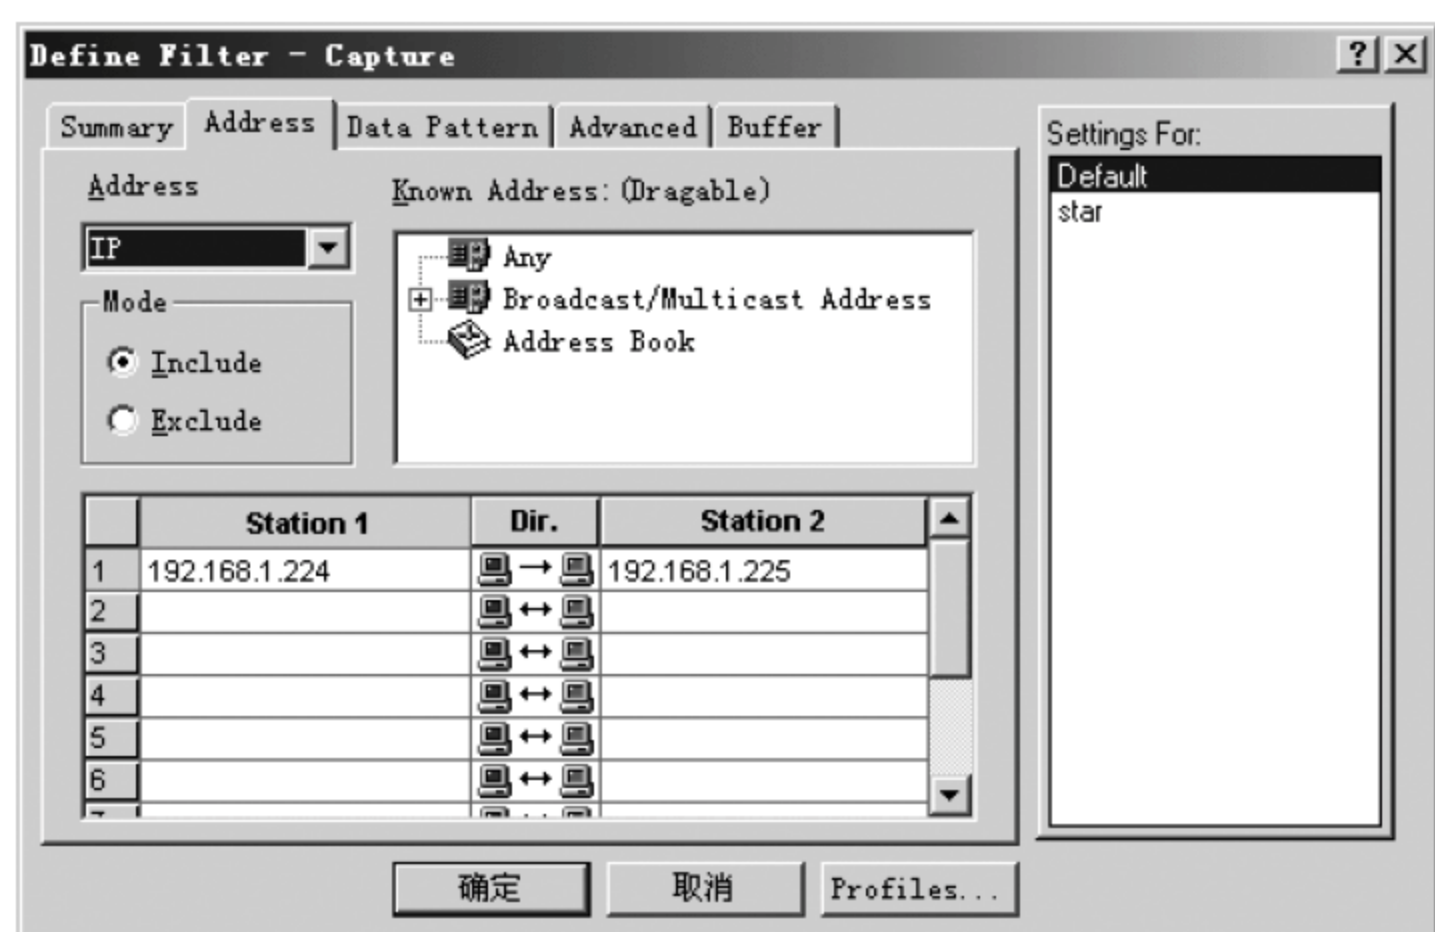 Define Filter - Capture
? ×
Summary Address Data Pattern Advanced Buffer
Address
IP
Mode
Include
Exclude
Known Address:(Dragable)
Any
Broadcast/Multicast Address
Address Book
Station 1 Dir. Station 2
1 192.168.1.224 192.168.1.225
2
3
4
5
6
Settings For:
Default
star
确定 取消 Profiles...